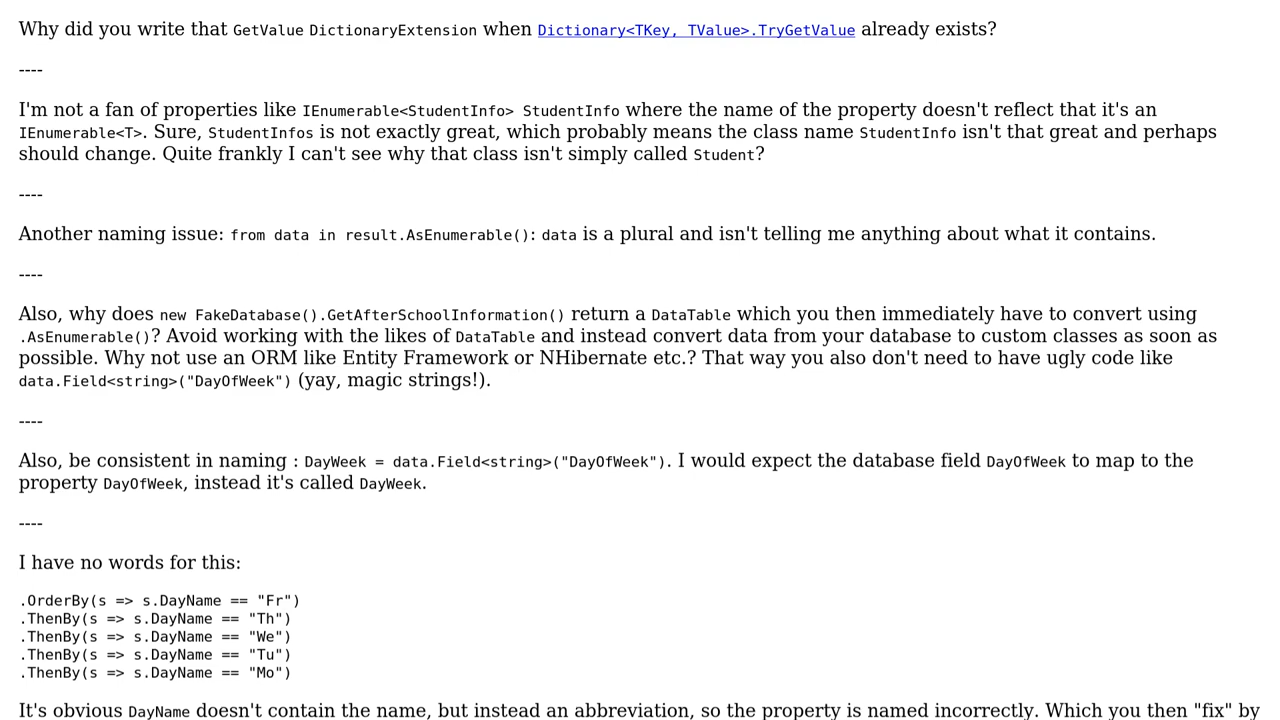 Why did you write that GetValue DictionaryExtension when Dictionary<TKey, TValue>.TryGetValue already exists?
----
I'm not a fan of properties like IEnumerable<StudentInfo> StudentInfo where the name of the property doesn't reflect that it's an
IEnumerable<T>. Sure, StudentInfos is not exactly great, which probably means the class name StudentInfo isn't that great and perhaps
should change. Quite frankly I can't see why that class isn't simply called Student?
----
Another naming issue: from data in result.AsEnumerable(): data is a plural and isn't telling me anything about what it contains.
----
Also, why does new FakeDatabase().GetAfterSchoolInformation() return a DataTable which you then immediately have to convert using
.AsEnumerable()? Avoid working with the likes of DataTable and instead convert data from your database to custom classes as soon as
possible. Why not use an ORM like Entity Framework or NHibernate etc.? That way you also don't need to have ugly code like
data.Field<string>("DayOfWeek") (yay, magic strings!).
----
Also, be consistent in naming : DayWeek = data.Field<string>("DayOfWeek"). I would expect the database field DayOfWeek to map to the
property DayOfWeek, instead it's called DayWeek.
----
I have no words for this:
.OrderBy(s => s.DayName == "Fr")
.ThenBy(s => s.DayName == "Th")
.ThenBy(s => s.DayName == "We")
.ThenBy(s => s.DayName == "Tu")
.ThenBy(s => s.DayName == "Mo")
It's obvious DayName doesn't contain the name, but instead an abbreviation, so the property is named incorrectly. Which you then "fix" by